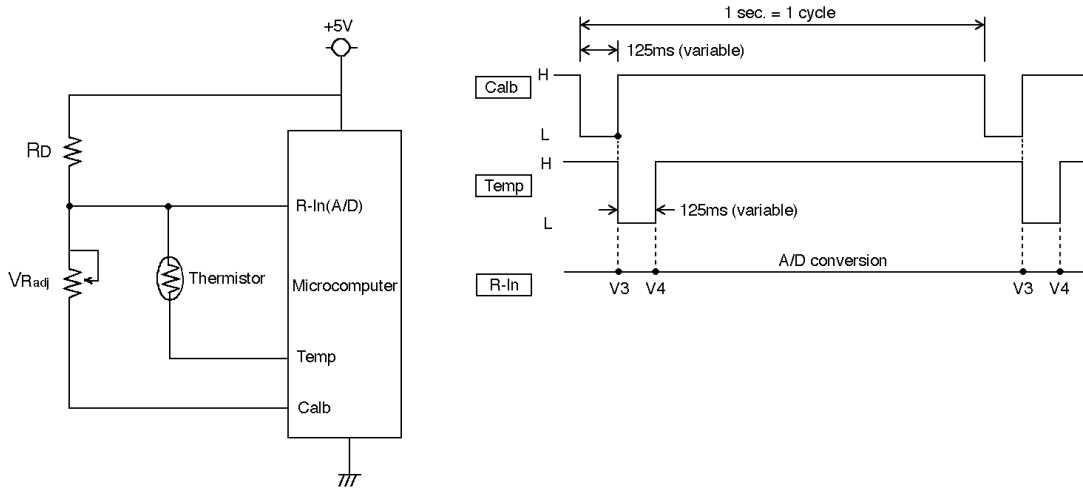 +5V
RD
R-In(A/D)
VRadj
Thermistor
Microcomputer
Temp
Calb
1 sec. = 1 cycle
125ms (variable)
Calb
H
L
Temp
H
L
125ms (variable)
R-In
A/D conversion
V3
V4
V3
V4